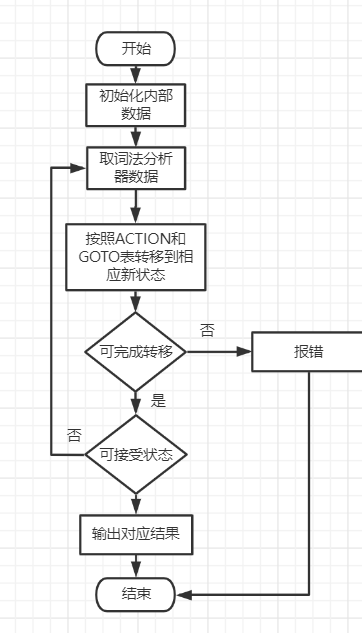 开始
初始化内部
数据
取词法分析
器数据
按照ACTION和
GOTO表转移到相
应新状态
可完成转移
否
报错
是
否
可接受状态
输出对应结果
结束